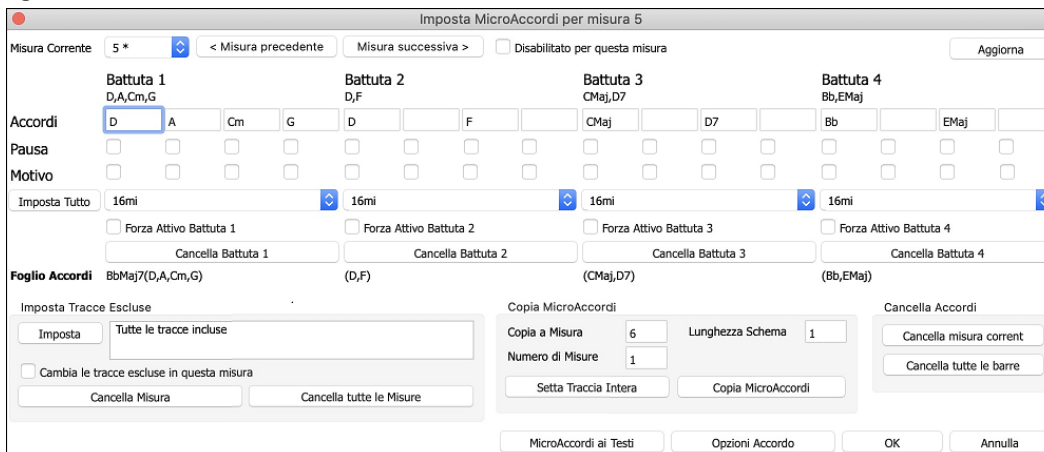 Imposta MicroAccordi per misura 5
Misura Corrente 5 * < Misura precedente Misura successiva > Disabilitato per questa misura Aggiorna
Battuta 1 Battuta 2 Battuta 3 Battuta 4
D,A,Cm,G D,F CMaj,D7 Bb,EMaj
Accordi D A Cm G D F CMaj D7 Bb EMaj
Pausa
Motivo
Imposta Tutto 16mi 16mi 16mi 16mi
Forza Attivo Battuta 1 Forza Attivo Battuta 2 Forza Attivo Battuta 3 Forza Attivo Battuta 4
Cancella Battuta 1 Cancella Battuta 2 Cancella Battuta 3 Cancella Battuta 4
Foglio Accordi BbMaj7(D,A,Cm,G) (D,F) (CMaj,D7) (Bb,EMaj)
Imposta Tracce Escluse Copia MicroAccordi Cancella Accordi
Imposta Tutte le tracce incluse Copia a Misura 6 Lunghezza Schema 1 Cancella misura corrent
Numero di Misure 1 Cancella tutte le barre
Cambia le tracce escluse in questa misura
Cancella Misura Cancella tutte le Misure Setta Traccia Intera Copia MicroAccordi
MicroAccordi ai Testi Opzioni Accordo OK Annulla